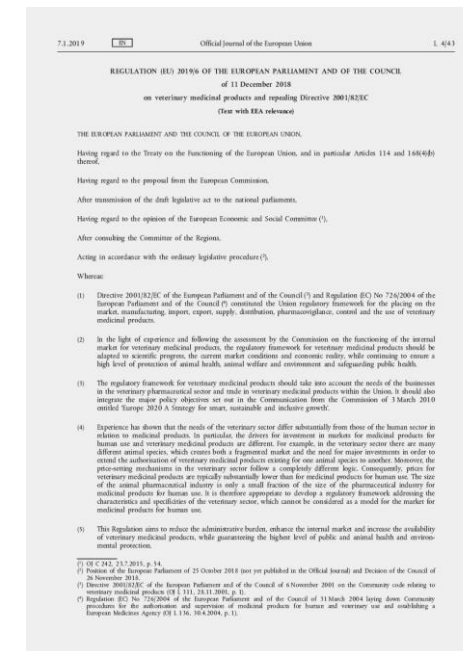 7.1.2019
EN
Official Journal of the European Union
L 4/43
REGULATION (EU) 2019/6 OF THE EUROPEAN PARLIAMENT AND OF THE COUNCIL
of 11 December 2018
on veterinary medicinal products and repealing Directive 2001/82/EC
(Text with EEA relevance)
THE EUROPEAN PARLIAMENT AND THE COUNCIL OF THE EUROPEAN UNION,
Having regard to the Treaty on the Functioning of the European Union, and in particular Articles 114 and 168(4)(b)
thereof,
Having regard to the proposal from the European Commission,
After transmission of the draft legislative act to the national parliaments,
Having regard to the opinion of the European Economic and Social Committee (1),
After consulting the Committee of the Regions,
Acting in accordance with the ordinary legislative procedure (2),
Whereas:
(1) Directive 2001/82/EC of the European Parliament and of the Council (3) and Regulation (EC) No 726/2004 of the
European Parliament and of the Council (4) constituted the Union regulatory framework for the placing on the
market, manufacturing, import, export, supply, distribution, pharmacovigilance, control and the use of veterinary
medicinal products.
(2) In the light of experience and following the assessment by the Commission on the functioning of the internal
market for veterinary medicinal products, the regulatory framework for veterinary medicinal products should be
adapted to scientific progress, the current market conditions and economic reality, while continuing to ensure a
high level of protection of animal health, animal welfare and environment and safeguarding public health.
(3) The regulatory framework for veterinary medicinal products should take into account the needs of the businesses
in the veterinary pharmaceutical sector and trade in veterinary medicinal products within the Union. It should also
integrate the major policy objectives set out in the Communication from the Commission of 3 March 2010
entitled 'Europe 2020 A Strategy for smart, sustainable and inclusive growth'.
(4) Experience has shown that the needs of the veterinary sector differ substantially from those of the human sector in
relation to medicinal products. In particular, the drivers for investment in markets for medicinal products for
human use and veterinary medicinal products are different. For example, in the veterinary sector there are many
different animal species, which creates both a fragmented market and the need for major investments in order to
extend the authorisation of veterinary medicinal products existing for one animal species to another. Moreover, the
price-setting mechanisms in the veterinary sector follow a completely different logic. Consequently, prices for
veterinary medicinal products are typically substantially lower than for medicinal products for human use. The size
of the animal pharmaceutical industry is only a small fraction of the size of the pharmaceutical industry for
medicinal products for human use. It is therefore appropriate to develop a regulatory framework addressing the
characteristics and specificities of the veterinary sector, which cannot be considered as a model for the market for
medicinal products for human use.
(5) This Regulation aims to reduce the administrative burden, enhance the internal market and increase the availability
of veterinary medicinal products, while guaranteeing the highest level of public and animal health and environ-
mental protection.
(1) OJ C 242, 23.7.2015, p. 54.
(2) Position of the European Parliament of 25 October 2018 (not yet published in the Official Journal) and Decision of the Council of
26 November 2018.
(3) Directive 2001/82/EC of the European Parliament and of the Council of 6 November 2001 on the Community code relating to
veterinary medicinal products (OJ L 311, 28.11.2001, p. 1).
(4) Regulation (EC) No 726/2004 of the European Parliament and of the Council of 31 March 2004 laying down Community
procedures for the authorisation and supervision of medicinal products for human and veterinary use and establishing a
European Medicines Agency (OJ L 136, 30.4.2004, p. 1).